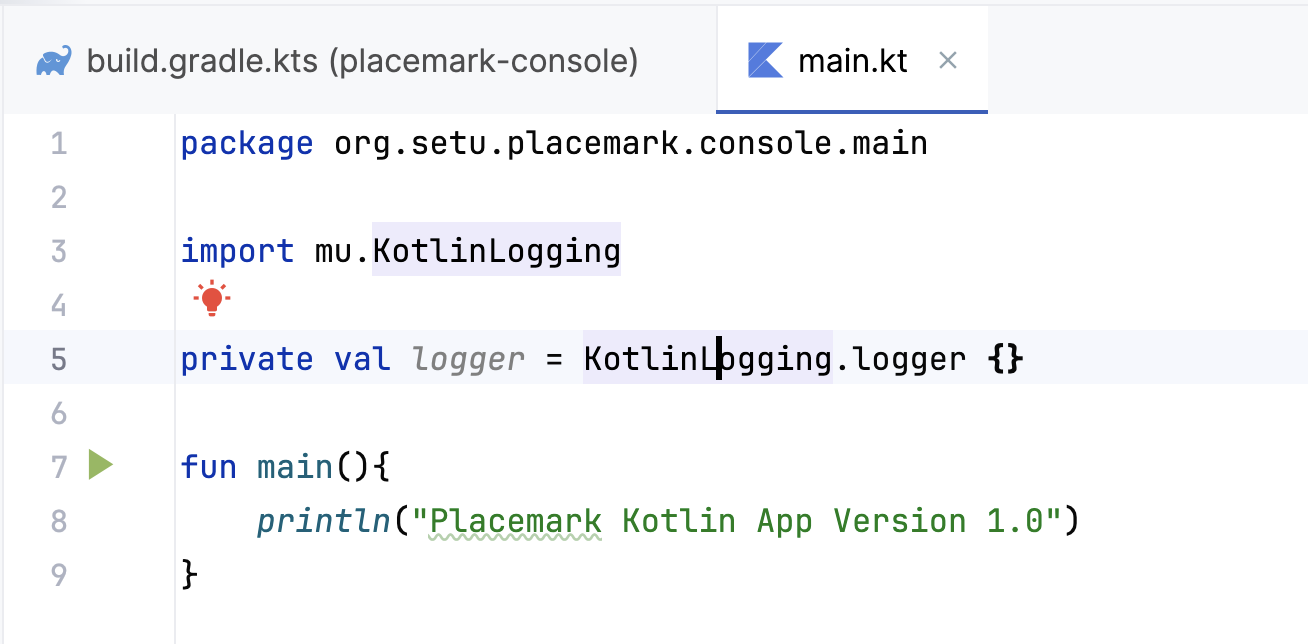 build.gradle.kts (placemark-console) main.kt
1 package org.setu.placemark.console.main
2
3 import mu.KotlinLogging
4
5 private val logger = KotlinLogging.logger {}
6
7 fun main(){
8 println("Placemark Kotlin App Version 1.0")
9 }